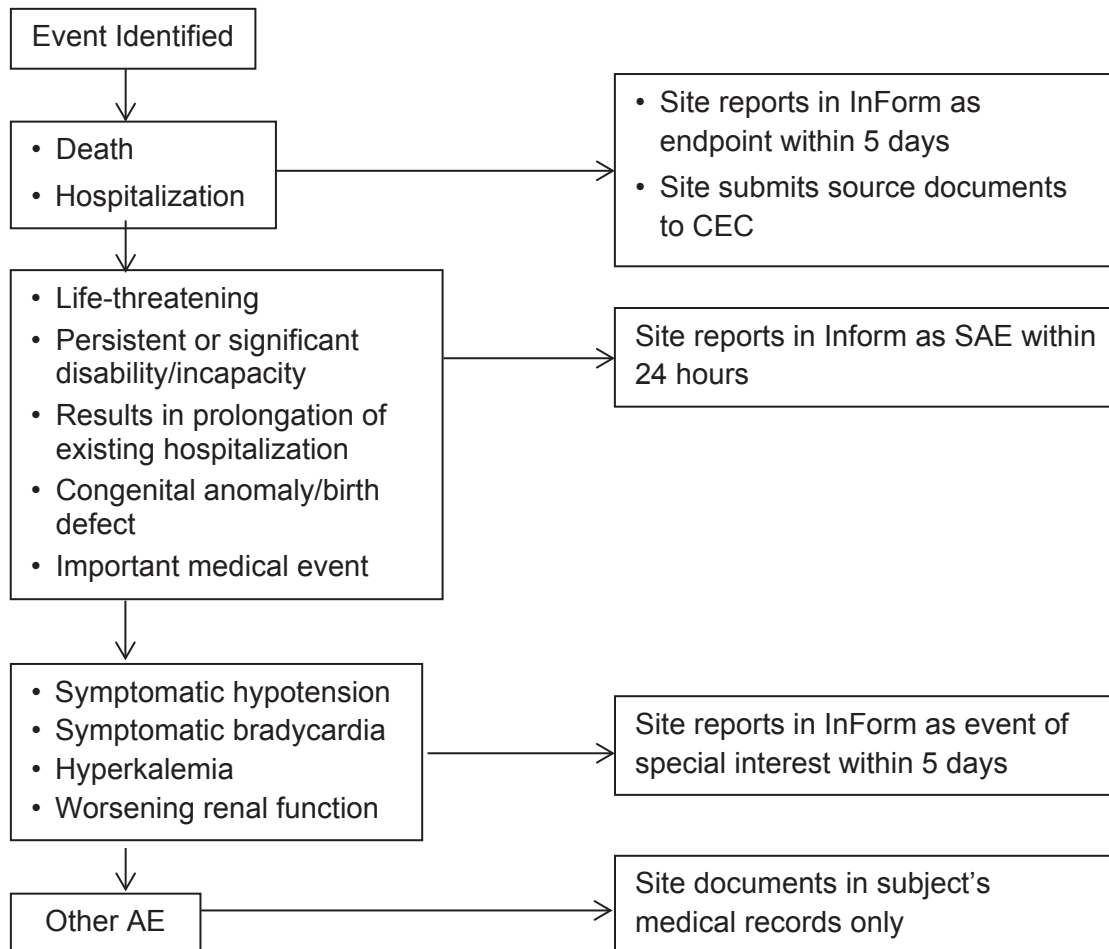 Event Identified
• Death
• Hospitalization
• Site reports in InForm as
endpoint within 5 days
• Site submits source documents
to CEC
• Life-threatening
• Persistent or significant
disability/incapacity
• Results in prolongation of
existing hospitalization
• Congenital anomaly/birth
defect
• Important medical event
Site reports in Inform as SAE within
24 hours
• Symptomatic hypotension
• Symptomatic bradycardia
• Hyperkalemia
• Worsening renal function
Site reports in InForm as event of
special interest within 5 days
Other AE
Site documents in subject’s
medical records only